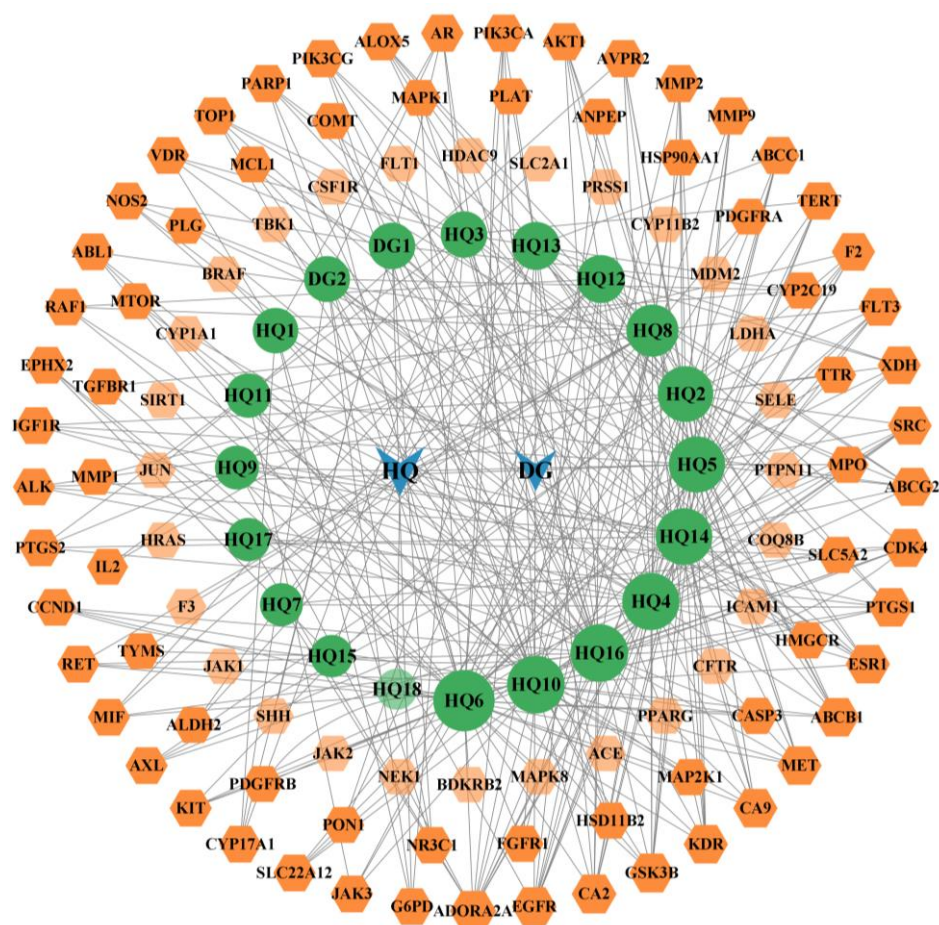 AR
PIK3CA
ALOX5
AKT1
PIK3CG
AVPR2
PARP1
MAPK1
PLAT
MMP2
TOP1
COMT
ANPEP
MMP9
VDR
MCL1
FLT1
HDAC9
SLC2A1
HSP90AA1
ABCC1
NOS2
CSF1R
PRSS1
TERT
PLG
TBK1
CYP11B2
PDGFRA
ABL1
DG1
HQ3
HQ13
F2
BRAF
DG2
HQ12
MDM2
CYP2C19
RAF1
MTOR
FLT3
CYP1A1
HQ1
HQ8
LDHA
EPHX2
TGFBR1
SIRT1
HQ11
HQ2
SELE
TTR
XDH
IGF1R
SRC
ALK
MMP1
JUN
HQ9
HQ
DG
HQ5
PTPN11
MPO
ABCG2
PTGS2
IL2
HRAS
HQ17
HQ14
COQ8B
SLC5A2
CDK4
CCND1
F3
HQ7
HQ4
ICAM1
PTGS1
RET
TYMS
JAK1
HQ15
HQ16
HMGCR
ESR1
CFTR
MIF
ALDH2
SHH
HQ18
HQ6
HQ10
PPARG
CASP3
ABCB1
AXL
JAK2
ACE
MET
KIT
PDGFRB
NEK1
BDKRB2
MAPK8
MAP2K1
CA9
CYP17A1
PON1
NR3C1
FGFR1
HSD11B2
KDR
SLC22A12
GSK3B
JAK3
G6PD
ADORA2A
EGFR
CA2